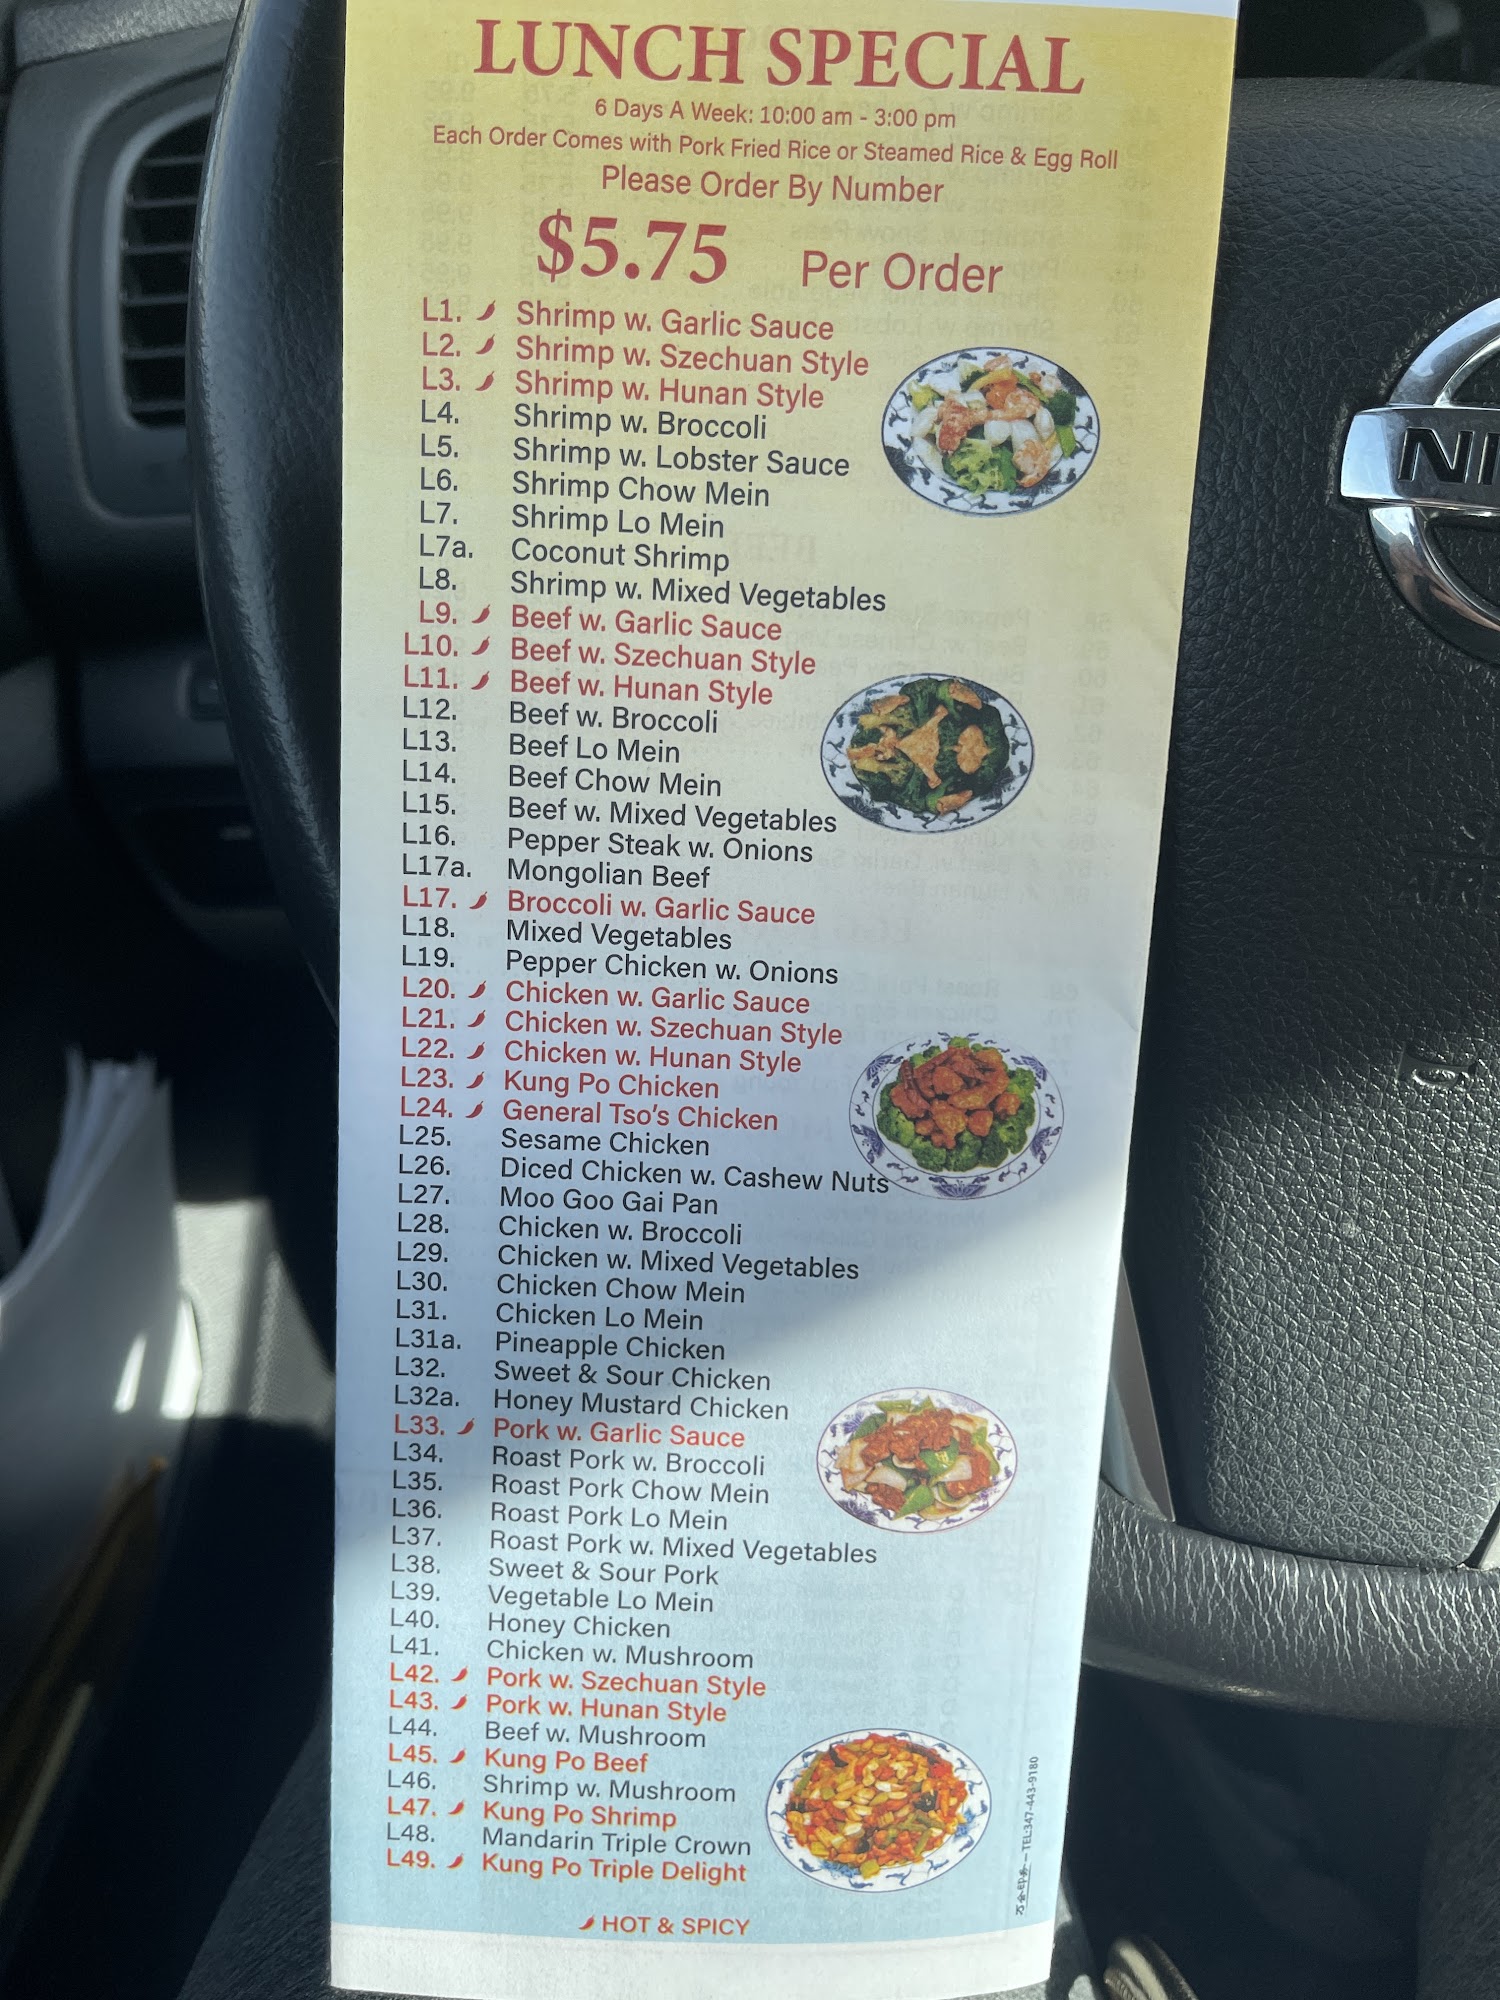 LUNCH SPECIAL
6 Days A Week: 10:00 am - 3:00 pm
Each Order Comes with Pork Fried Rice or Steamed Rice & Egg Roll
Please Order By Number
$5.75 Per Order
L1. Shrimp w. Garlic Sauce
L2. Shrimp w. Szechuan Style
L3. Shrimp w. Hunan Style
L4. Shrimp w. Broccoli
L5. Shrimp w. Lobster Sauce
L6. Shrimp Chow Mein
L7. Shrimp Lo Mein
L7a. Coconut Shrimp
L8. Shrimp w. Mixed Vegetables
L9. Beef w. Garlic Sauce
L10. Beef w. Szechuan Style
L11. Beef w. Hunan Style
L12. Beef w. Broccoli
L13. Beef Lo Mein
L14. Beef Chow Mein
L15. Beef w. Mixed Vegetables
L16. Pepper Steak w. Onions
L17a. Mongolian Beef
L17. Broccoli w. Garlic Sauce
L18. Mixed Vegetables
L19. Pepper Chicken w. Onions
L20. Chicken w. Garlic Sauce
L21. Chicken w. Szechuan Style
L22. Chicken w. Hunan Style
L23. Kung Po Chicken
L24. General Tso's Chicken
L25. Sesame Chicken
L26. Diced Chicken w. Cashew Nuts
L27. Moo Goo Gai Pan
L28. Chicken w. Broccoli
L29. Chicken w. Mixed Vegetables
L30. Chicken Chow Mein
L31. Chicken Lo Mein
L31a. Pineapple Chicken
L32. Sweet & Sour Chicken
L32a. Honey Mustard Chicken
L33. Pork w. Garlic Sauce
L34. Roast Pork w. Broccoli
L35. Roast Pork Chow Mein
L36. Roast Pork Lo Mein
L37. Roast Pork w. Mixed Vegetables
L38. Sweet & Sour Pork
L39. Vegetable Lo Mein
L40. Honey Chicken
L41. Chicken w. Mushroom
L42. Pork w. Szechuan Style
L43. Pork w. Hunan Style
L44. Beef w. Mushroom
L45. Kung Po Beef
L46. Shrimp w. Mushroom
L47. Kung Po Shrimp
L48. Mandarin Triple Crown
L49. Kung Po Triple Delight
HOT & SPICY
TEL:347-443-9180